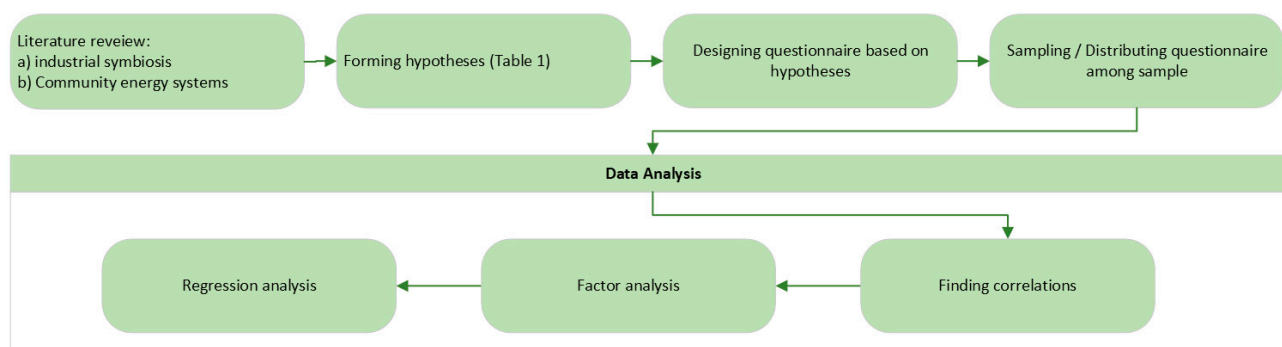 Literature reveiew:
a) industrial symbiosis
b) Community energy systems
Forming hypotheses (Table 1)
Designing questionnaire based on
hypotheses
Sampling / Distributing questionnaire
among sample
Data Analysis
Regression analysis
Factor analysis
Finding correlations